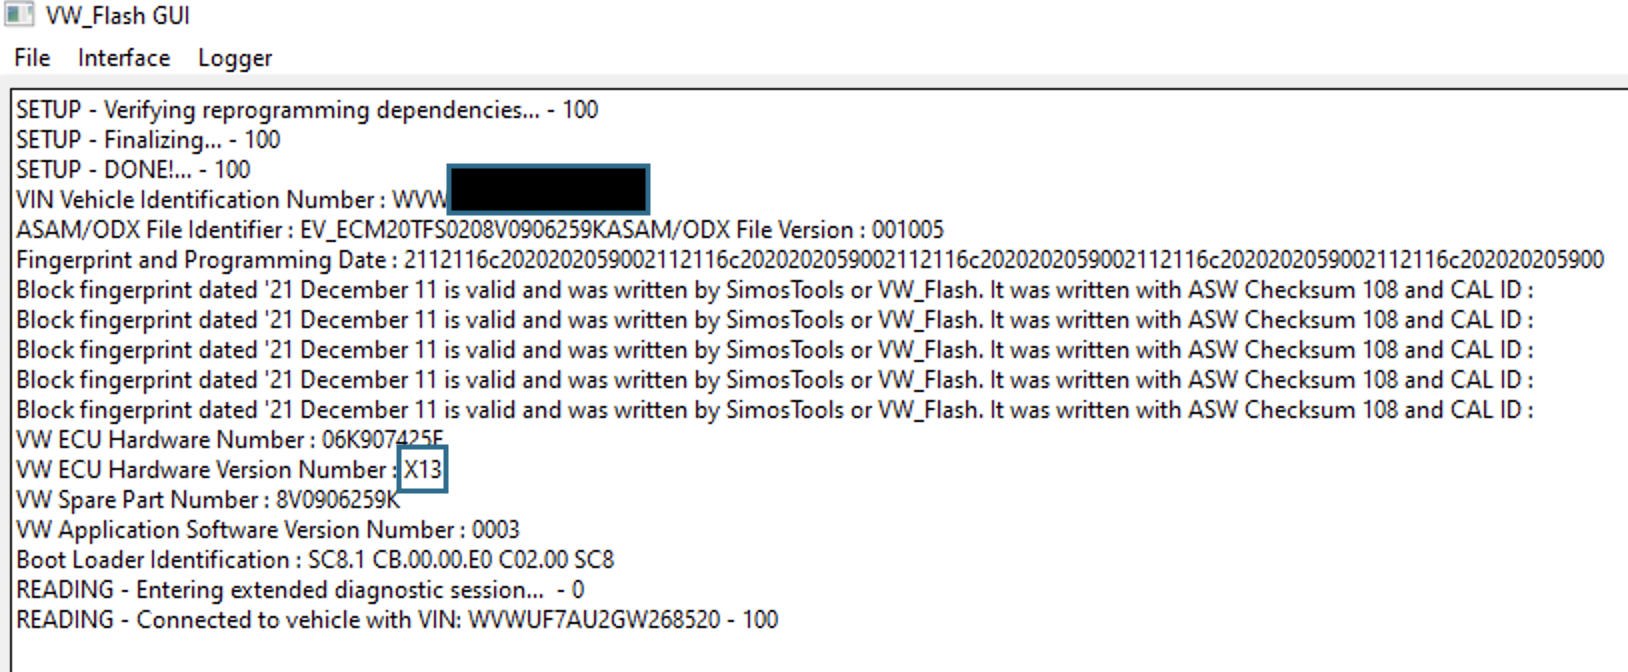 VW_Flash GUI
File Interface Logger
SETUP - Verifying reprogramming dependencies... - 100
SETUP - Finalizing... - 100
SETUP - DONE!... - 100
VIN Vehicle Identification Number : WVW
ASAM/ODX File Identifier : EV_ECM20TFS0208V0906259KASAM/ODX File Version : 001005
Fingerprint and Programming Date : 2112116c2020202059002112116c2020202059002112116c2020202059002112116c2020202059002112116c202020205900
Block fingerprint dated '21 December 11 is valid and was written by SimosTools or VW_Flash. It was written with ASW Checksum 108 and CAL ID :
Block fingerprint dated '21 December 11 is valid and was written by SimosTools or VW_Flash. It was written with ASW Checksum 108 and CAL ID :
Block fingerprint dated '21 December 11 is valid and was written by SimosTools or VW_Flash. It was written with ASW Checksum 108 and CAL ID :
Block fingerprint dated '21 December 11 is valid and was written by SimosTools or VW_Flash. It was written with ASW Checksum 108 and CAL ID :
Block fingerprint dated '21 December 11 is valid and was written by SimosTools or VW_Flash. It was written with ASW Checksum 108 and CAL ID :
VW ECU Hardware Number :
VW ECU Hardware Version Number : X13
VW Spare Part Number : 8V0906259K
VW Application Software Version Number : 0003
Boot Loader Identification : SC8.1 CB.00.00.E0 C02.00 SC8
READING - Entering extended diagnostic session... - 0
READING - Connected to vehicle with VIN: WVWUF7AU2GW268520 - 100